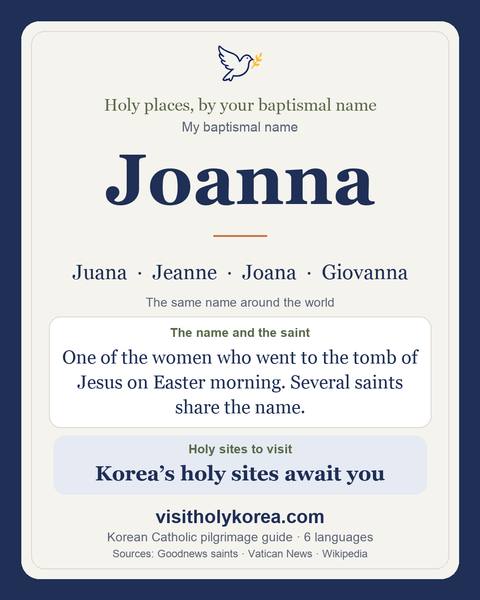 Holy places, by your baptismal name
My baptismal name
Joanna
Juana · Jeanne · Joana · Giovanna
The same name around the world
The name and the saint
One of the women who went to the tomb of
Jesus on Easter morning. Several saints
share the name.
Holy sites to visit
Korea’s holy sites await you
visitholykorea.com
Korean Catholic pilgrimage guide · 6 languages
Sources: Goodnews saints · Vatican News · Wikipedia